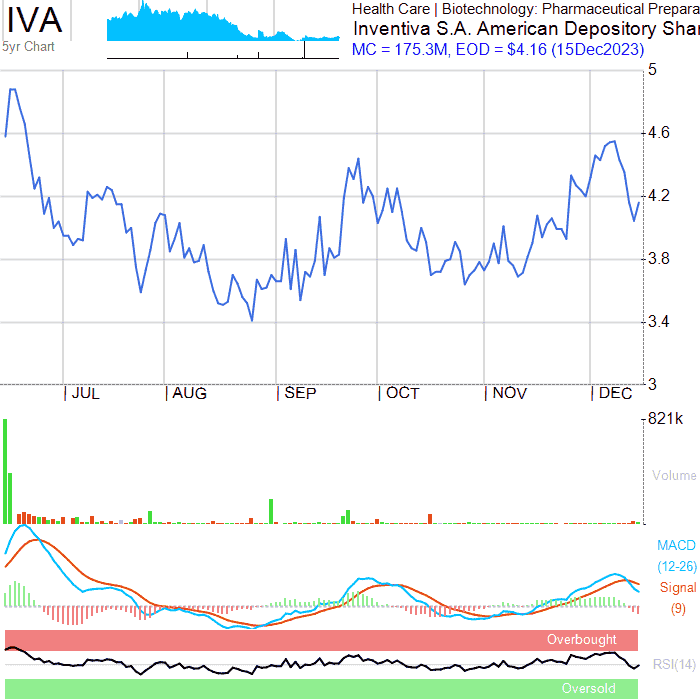 IVA
5yr Chart
Health Care | Biotechnology: Pharmaceutical Prepara
Inventiva S.A. American Depository Shar
MC = 175.3M, EOD = $4.16 (15Dec2023)
5
4.6
4.2
3.8
3.4
3
JUL AUG SEP OCT NOV DEC
821k
Volume
MACD
(12-26)
Signal
(9)
Overbought
RSI(14)
Oversold